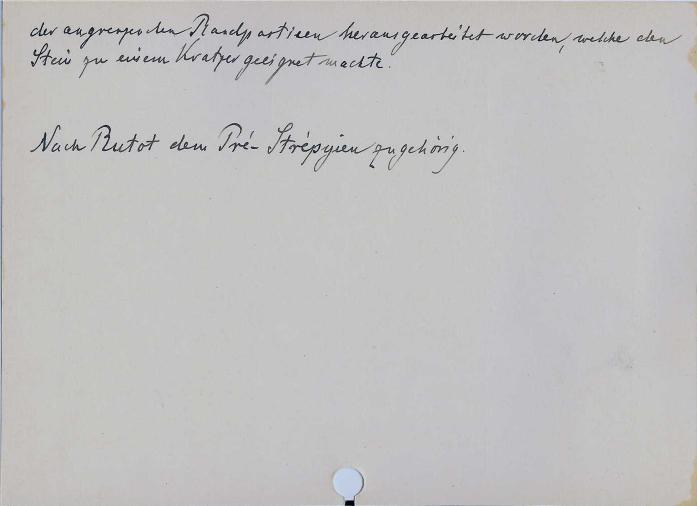 der angrenzenden Randpartieen herausgearbeitet worden, welche den
Stein zu einem Kratzer geeignet machte.
Nach Rutot dem Pré-Strépyien zugehörig.